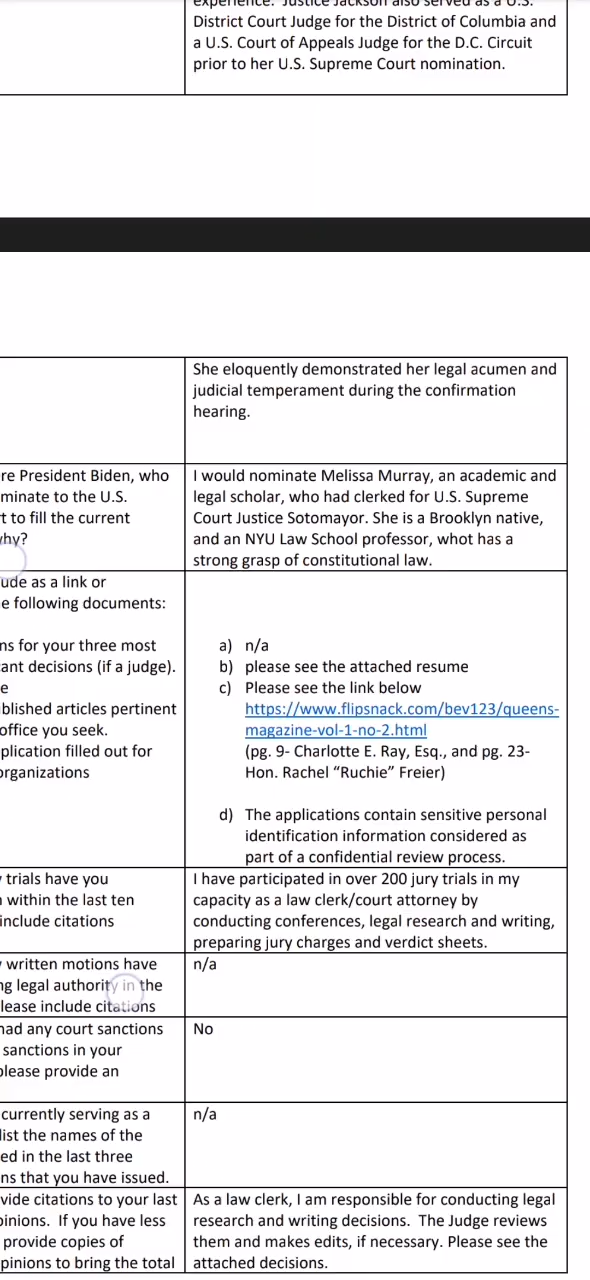 experience. Justice Jackson also served as a U.S.
District Court Judge for the District of Columbia and
a U.S. Court of Appeals Judge for the D.C. Circuit
prior to her U.S. Supreme Court nomination.
She eloquently demonstrated her legal acumen and
judicial temperament during the confirmation
hearing.
re President Biden, who
minate to the U.S.
t to fill the current
hy?
I would nominate Melissa Murray, an academic and
legal scholar, who had clerked for U.S. Supreme
Court Justice Sotomayor. She is a Brooklyn native,
and an NYU Law School professor, whot has a
strong grasp of constitutional law.
ude as a link or
e following documents:
ns for your three most
cant decisions (if a judge).
e
ublished articles pertinent
office you seek.
plication filled out for
organizations
a) n/a
b) please see the attached resume
c) Please see the link below
https://www.flipsnack.com/bev123/queens-
magazine-vol-1-no-2.html
(pg. 9- Charlotte E. Ray, Esq., and pg. 23-
Hon. Rachel “Ruchie” Freier)
d) The applications contain sensitive personal
identification information considered as
part of a confidential review process.
trials have you
within the last ten
include citations
I have participated in over 200 jury trials in my
capacity as a law clerk/court attorney by
conducting conferences, legal research and writing,
preparing jury charges and verdict sheets.
written motions have
ng legal authority in the
lease include citations
n/a
had any court sanctions
sanctions in your
please provide an
No
currently serving as a
list the names of the
ed in the last three
ns that you have issued.
n/a
vide citations to your last
pinions. If you have less
provide copies of
pinions to bring the total
As a law clerk, I am responsible for conducting legal
research and writing decisions. The Judge reviews
them and makes edits, if necessary. Please see the
attached decisions.